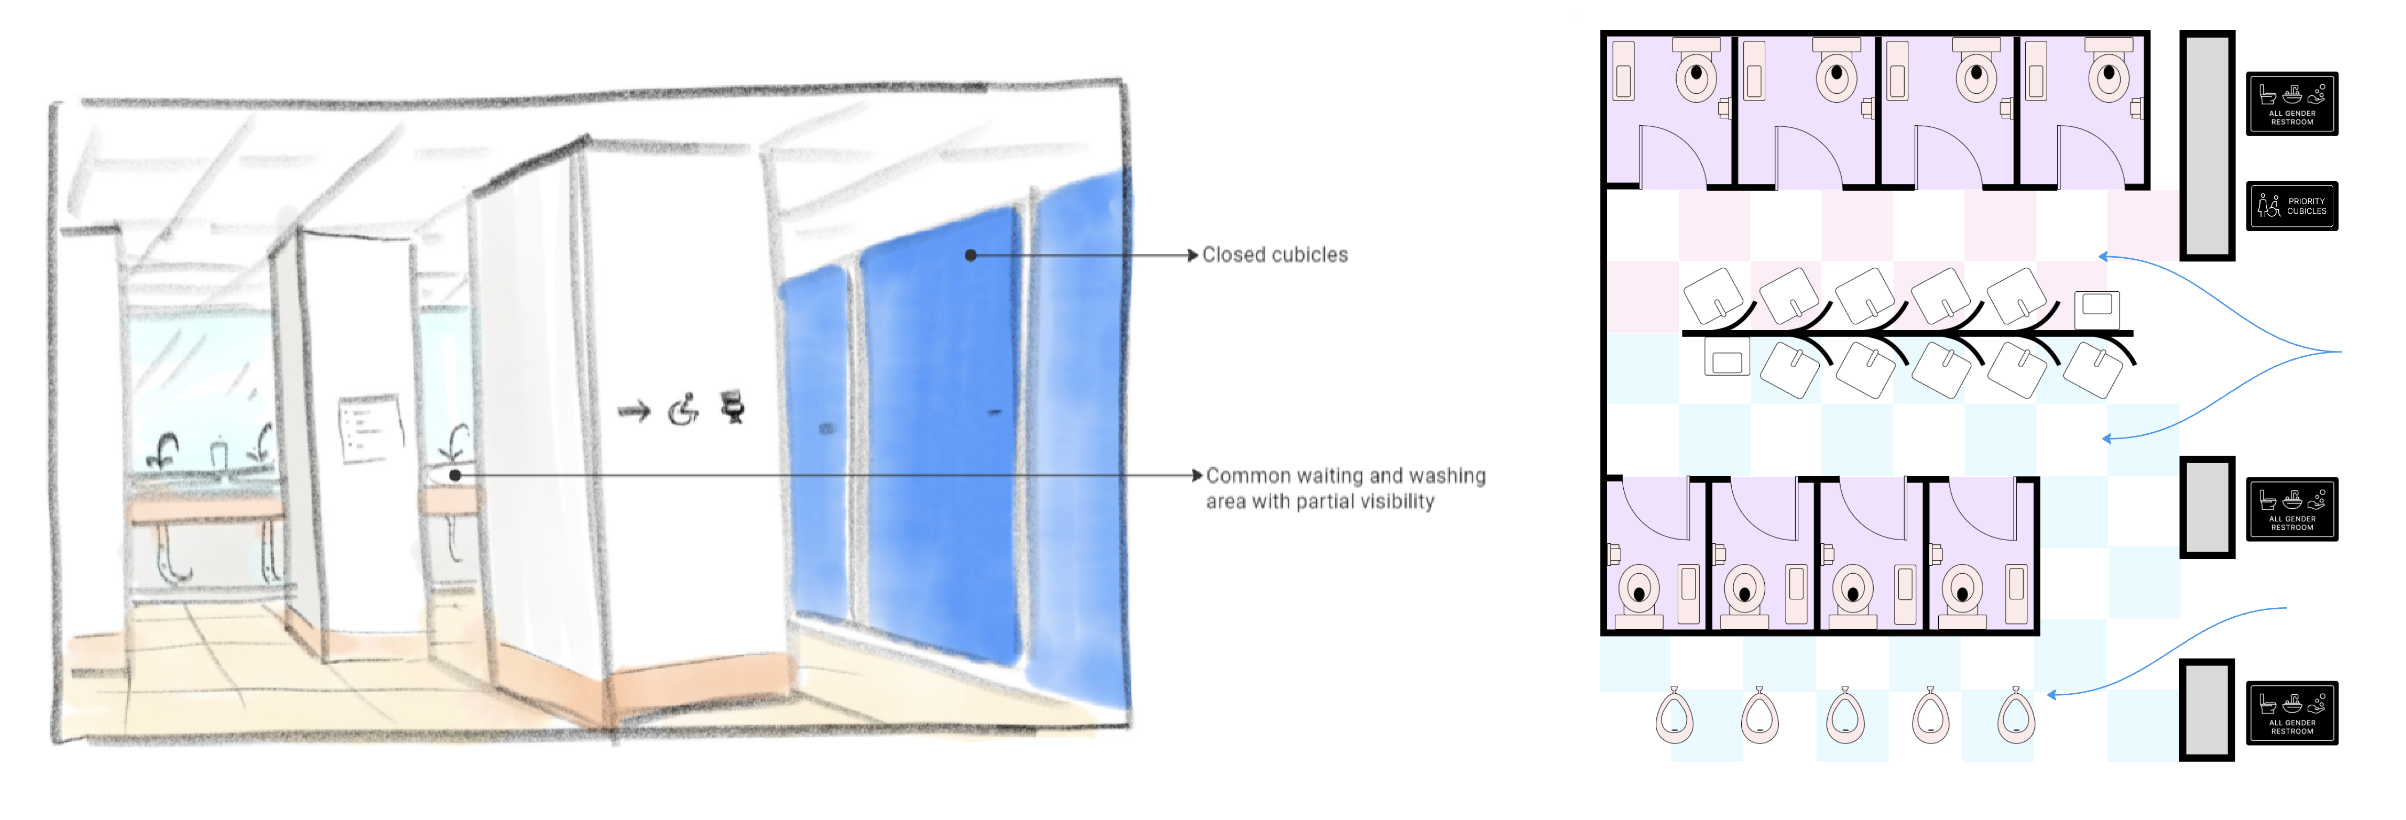 Closed cubicles
Common waiting and washing
area with partial visibility
ALL GENDER
RESTROOM
PRIORITY
CUBICLES
ALL GENDER
RESTROOM
ALL GENDER
RESTROOM